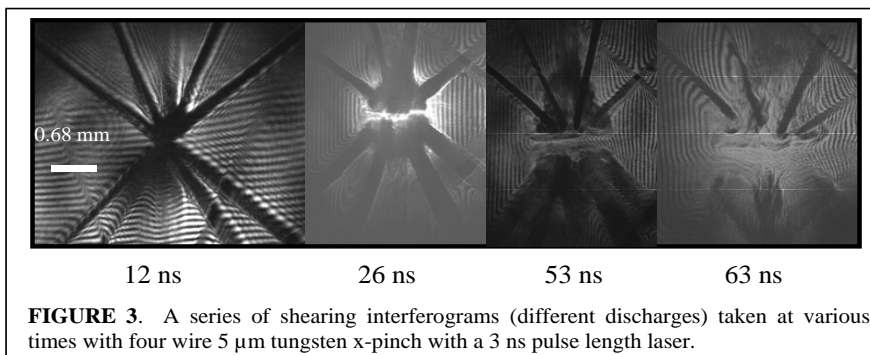 0.68 mm
12 ns 26 ns 53 ns 63 ns
FIGURE 3. A series of shearing interferograms (different discharges) taken at various
times with four wire 5 µm tungsten x-pinch with a 3 ns pulse length laser.